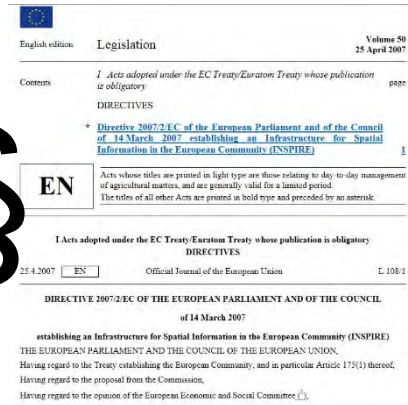 English edition Legislation Volume 50
25 April 2007
Contents I Acts adopted under the EC Treaty/Euratom Treaty whose publication is obligatory page
DIRECTIVES
* Directive 2007/2/EC of the European Parliament and of the Council
of 14 March 2007 establishing an Infrastructure for Spatial
Information in the European Community (INSPIRE) 1
EN
Acts whose titles are printed in light type are those relating to day-to-day management
of agricultural matters, and are generally valid for a limited period.
The titles of all other Acts are printed in bold type and preceded by an asterisk.
I Acts adopted under the EC Treaty/Euratom Treaty whose publication is obligatory
DIRECTIVES
25.4.2007 EN Official Journal of the European Union L 108/1
DIRECTIVE 2007/2/EC OF THE EUROPEAN PARLIAMENT AND OF THE COUNCIL
of 14 March 2007
establishing an Infrastructure for Spatial Information in the European Community (INSPIRE)
THE EUROPEAN PARLIAMENT AND THE COUNCIL OF THE EUROPEAN UNION,
Having regard to the Treaty establishing the European Community, and in particular Article 175(1) thereof,
Having regard to the proposal from the Commission,
Having regard to the opinion of the European Economic and Social Committee (1),
§